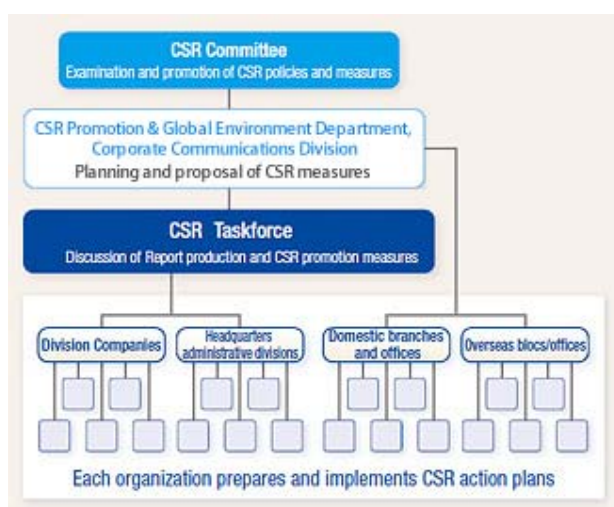 CSR Committee
Examination and promotion of CSR policies and measures
CSR Promotion & Global Environment Department,
Corporate Communications Division
Planning and proposal of CSR measures
CSR Taskforce
Discussion of Report production and CSR promotion measures
Division Companies
Headquarters
administrative divisions
Domestic branches
and offices
Overseas blocs/offices
Each organization prepares and implements CSR action plans